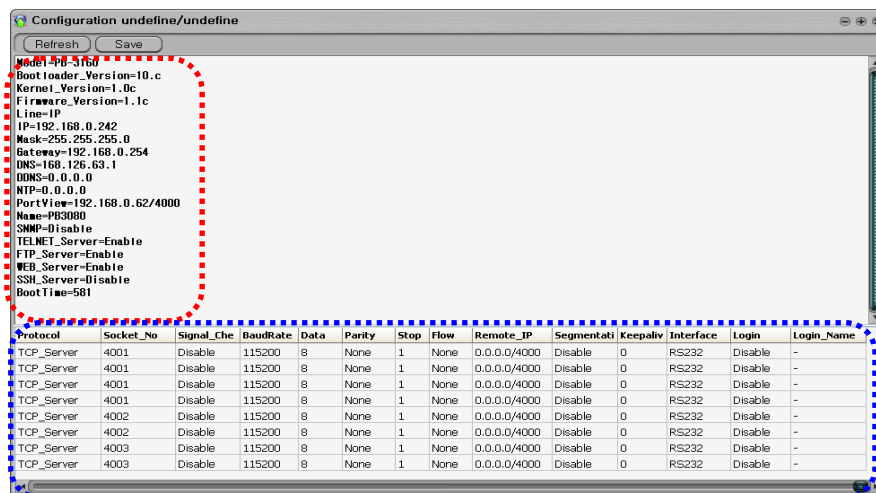 Configuration undefine/undefine
Refresh Save
Model=PB-3160
Bootloader_Version=10.c
Kernel_Version=1.0c
Firmware_Version=1.1c
Line=IP
IP=192.168.0.242
Mask=255.255.255.0
Gateway=192.168.0.254
DNS=168.126.63.1
DDNS=0.0.0.0
NTP=0.0.0.0
PortView=192.168.0.62/4000
Name=PB3080
SNMP=Disable
TELNET_Server=Enable
FTP_Server=Enable
WEB_Server=Enable
SSH_Server=Disable
BootTime=581
Protocol Socket_No Signal_Che BaudRate Data Parity Stop Flow Remote_IP Segmentati Keepaliv Interface Login Login_Name
TCP_Server 4001 Disable 115200 8 None 1 None 0.0.0.0/4000 Disable 0 RS232 Disable -
TCP_Server 4001 Disable 115200 8 None 1 None 0.0.0.0/4000 Disable 0 RS232 Disable -
TCP_Server 4001 Disable 115200 8 None 1 None 0.0.0.0/4000 Disable 0 RS232 Disable -
TCP_Server 4001 Disable 115200 8 None 1 None 0.0.0.0/4000 Disable 0 RS232 Disable -
TCP_Server 4002 Disable 115200 8 None 1 None 0.0.0.0/4000 Disable 0 RS232 Disable -
TCP_Server 4002 Disable 115200 8 None 1 None 0.0.0.0/4000 Disable 0 RS232 Disable -
TCP_Server 4003 Disable 115200 8 None 1 None 0.0.0.0/4000 Disable 0 RS232 Disable -
TCP_Server 4003 Disable 115200 8 None 1 None 0.0.0.0/4000 Disable 0 RS232 Disable -